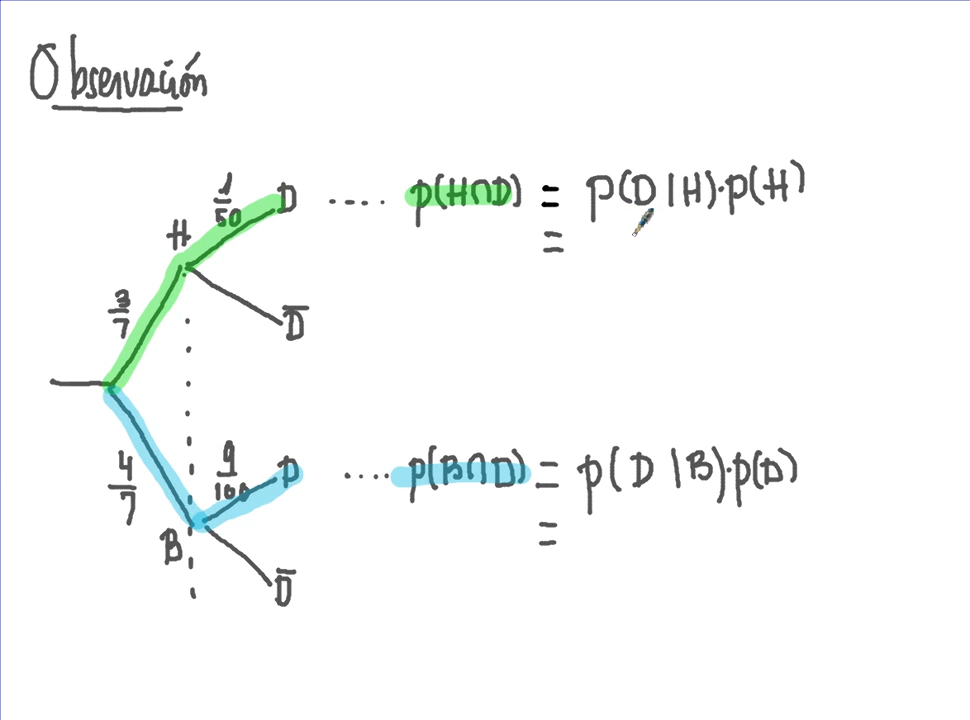 Observación
1/50 D .... p(H∩D) = p(D|H)·p(H)
H =
3/7 D̅
4/7 9/100 D .... p(B∩D) = p(D|B)·p(D)
B =
D̅